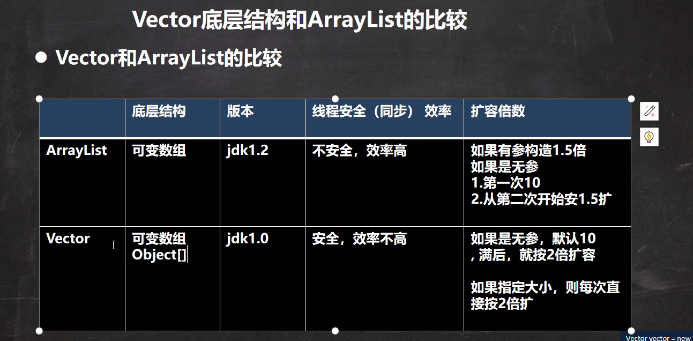 Vector底层结构和ArrayList的比较
Vector和ArrayList的比较
底层结构 版本 线程安全（同步） 效率 扩容倍数
ArrayList 可变数组 jdk1.2 不安全，效率高 如果有参构造1.5倍
如果是无参
1.第一次10
2.从第二次开始安1.5扩
Vector 可变数组 jdk1.0 安全，效率不高 如果是无参，默认10
Object[] , 满后，就按2倍扩容
如果指定大小，则每次直
接按2倍扩
Vector vector = new